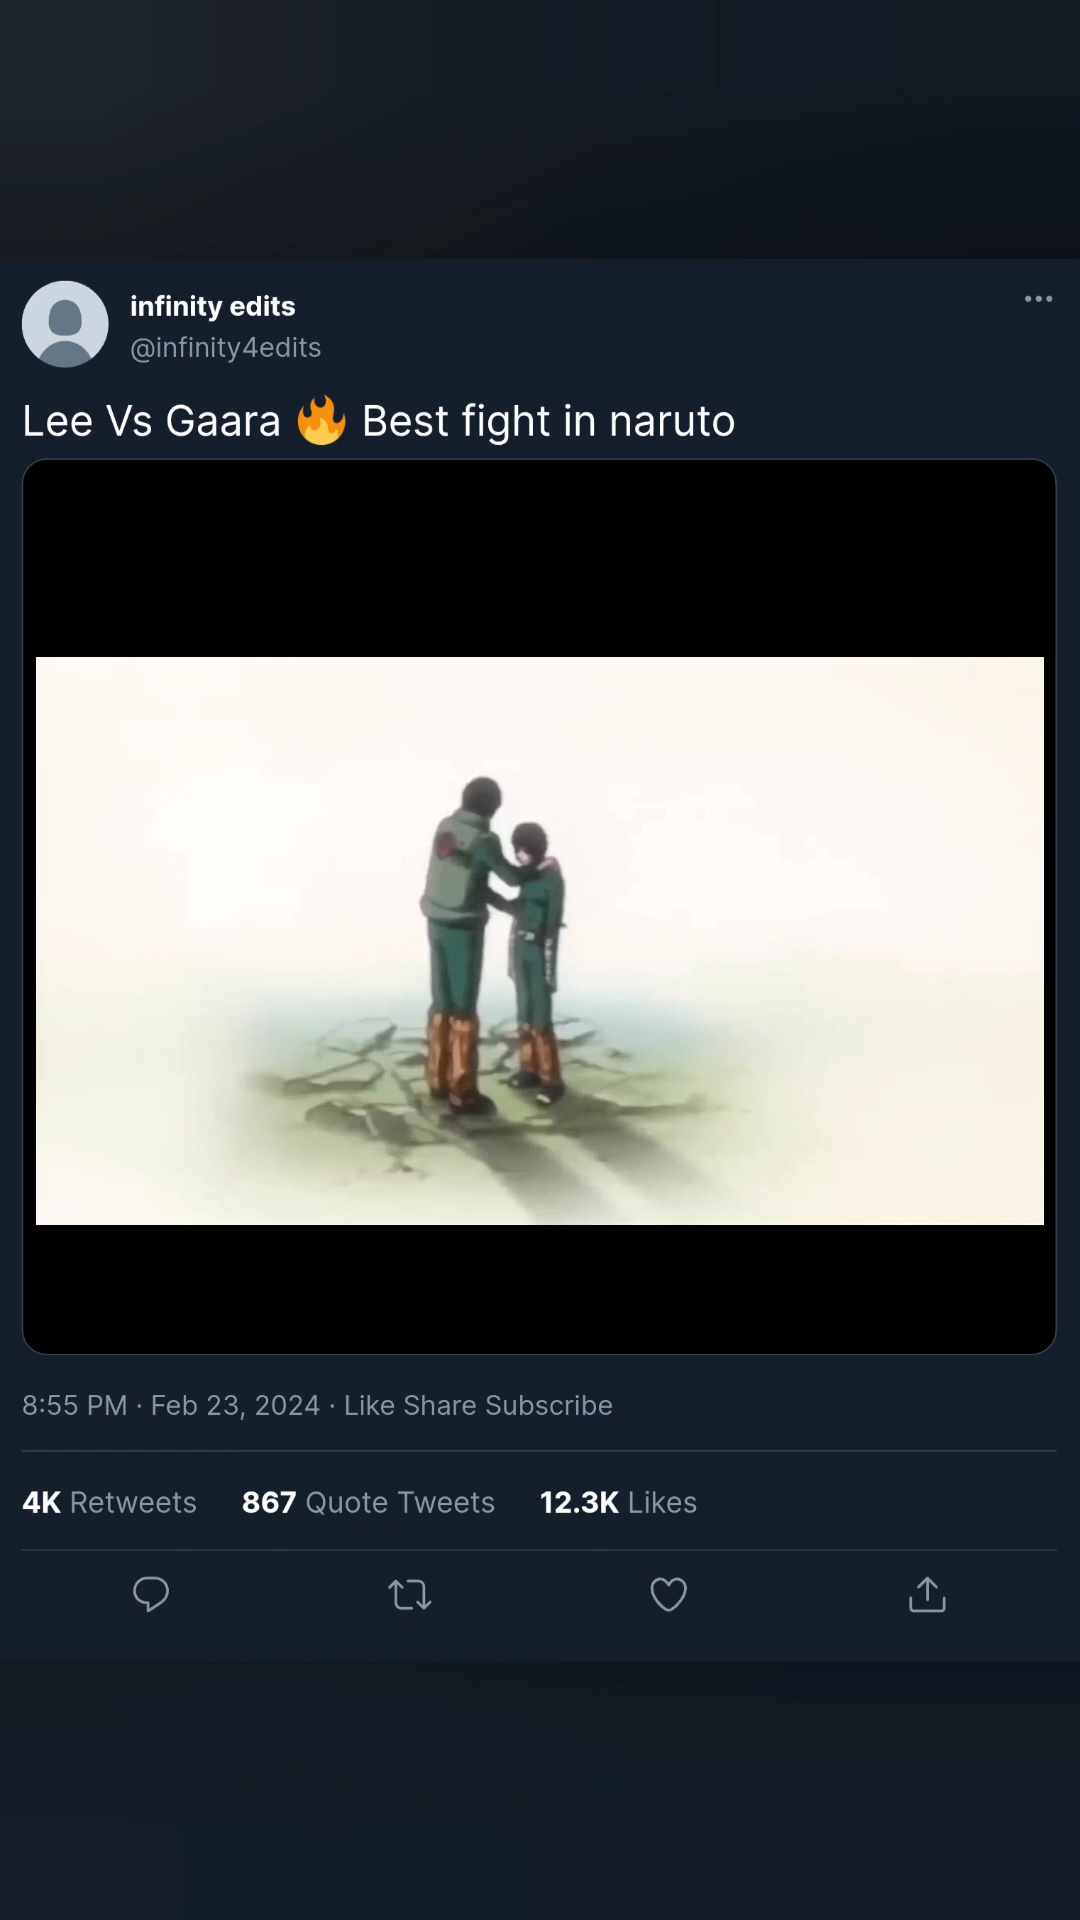 infinity edits
@infinity4edits
Lee Vs Gaara 🔥 Best fight in naruto
8:55 PM · Feb 23, 2024 · Like Share Subscribe
4K Retweets 867 Quote Tweets 12.3K Likes